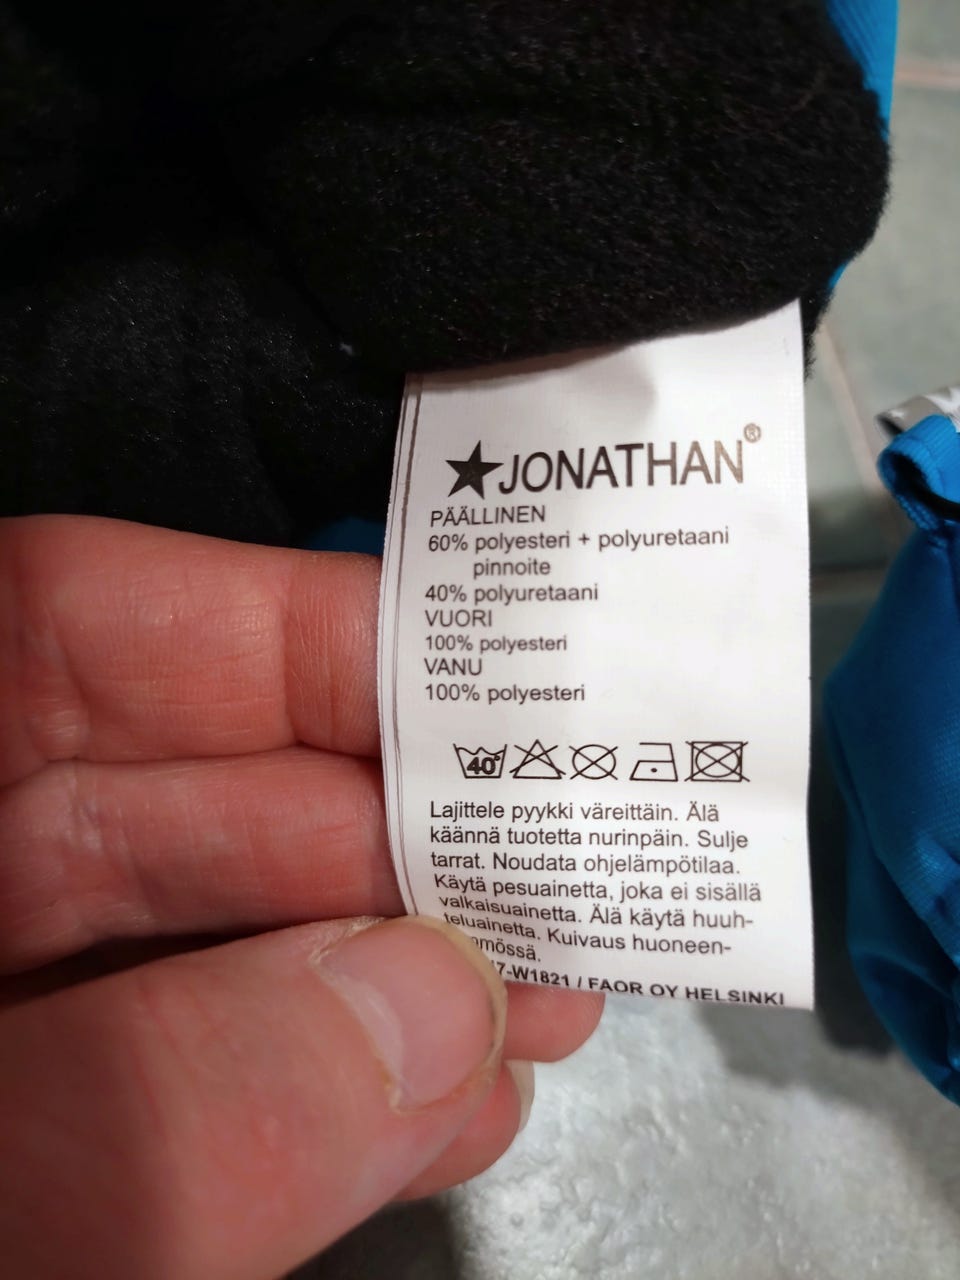 ★JONATHAN®
PÄÄLLINEN
60% polyesteri + polyuretaani
pinnoite
40% polyuretaani
VUORI
100% polyesteri
VANU
100% polyesteri
40°
Lajittele pyykki väreittäin. Älä
käännä tuotetta nurinpäin. Sulje
tarrat. Noudata ohjelämpötilaa.
Käytä pesuainetta, joka ei sisällä
valkaisuainetta. Älä käytä huuh-
teluainetta. Kuivaus huoneen-
7-W1821 / FAOR OY HELSINKI